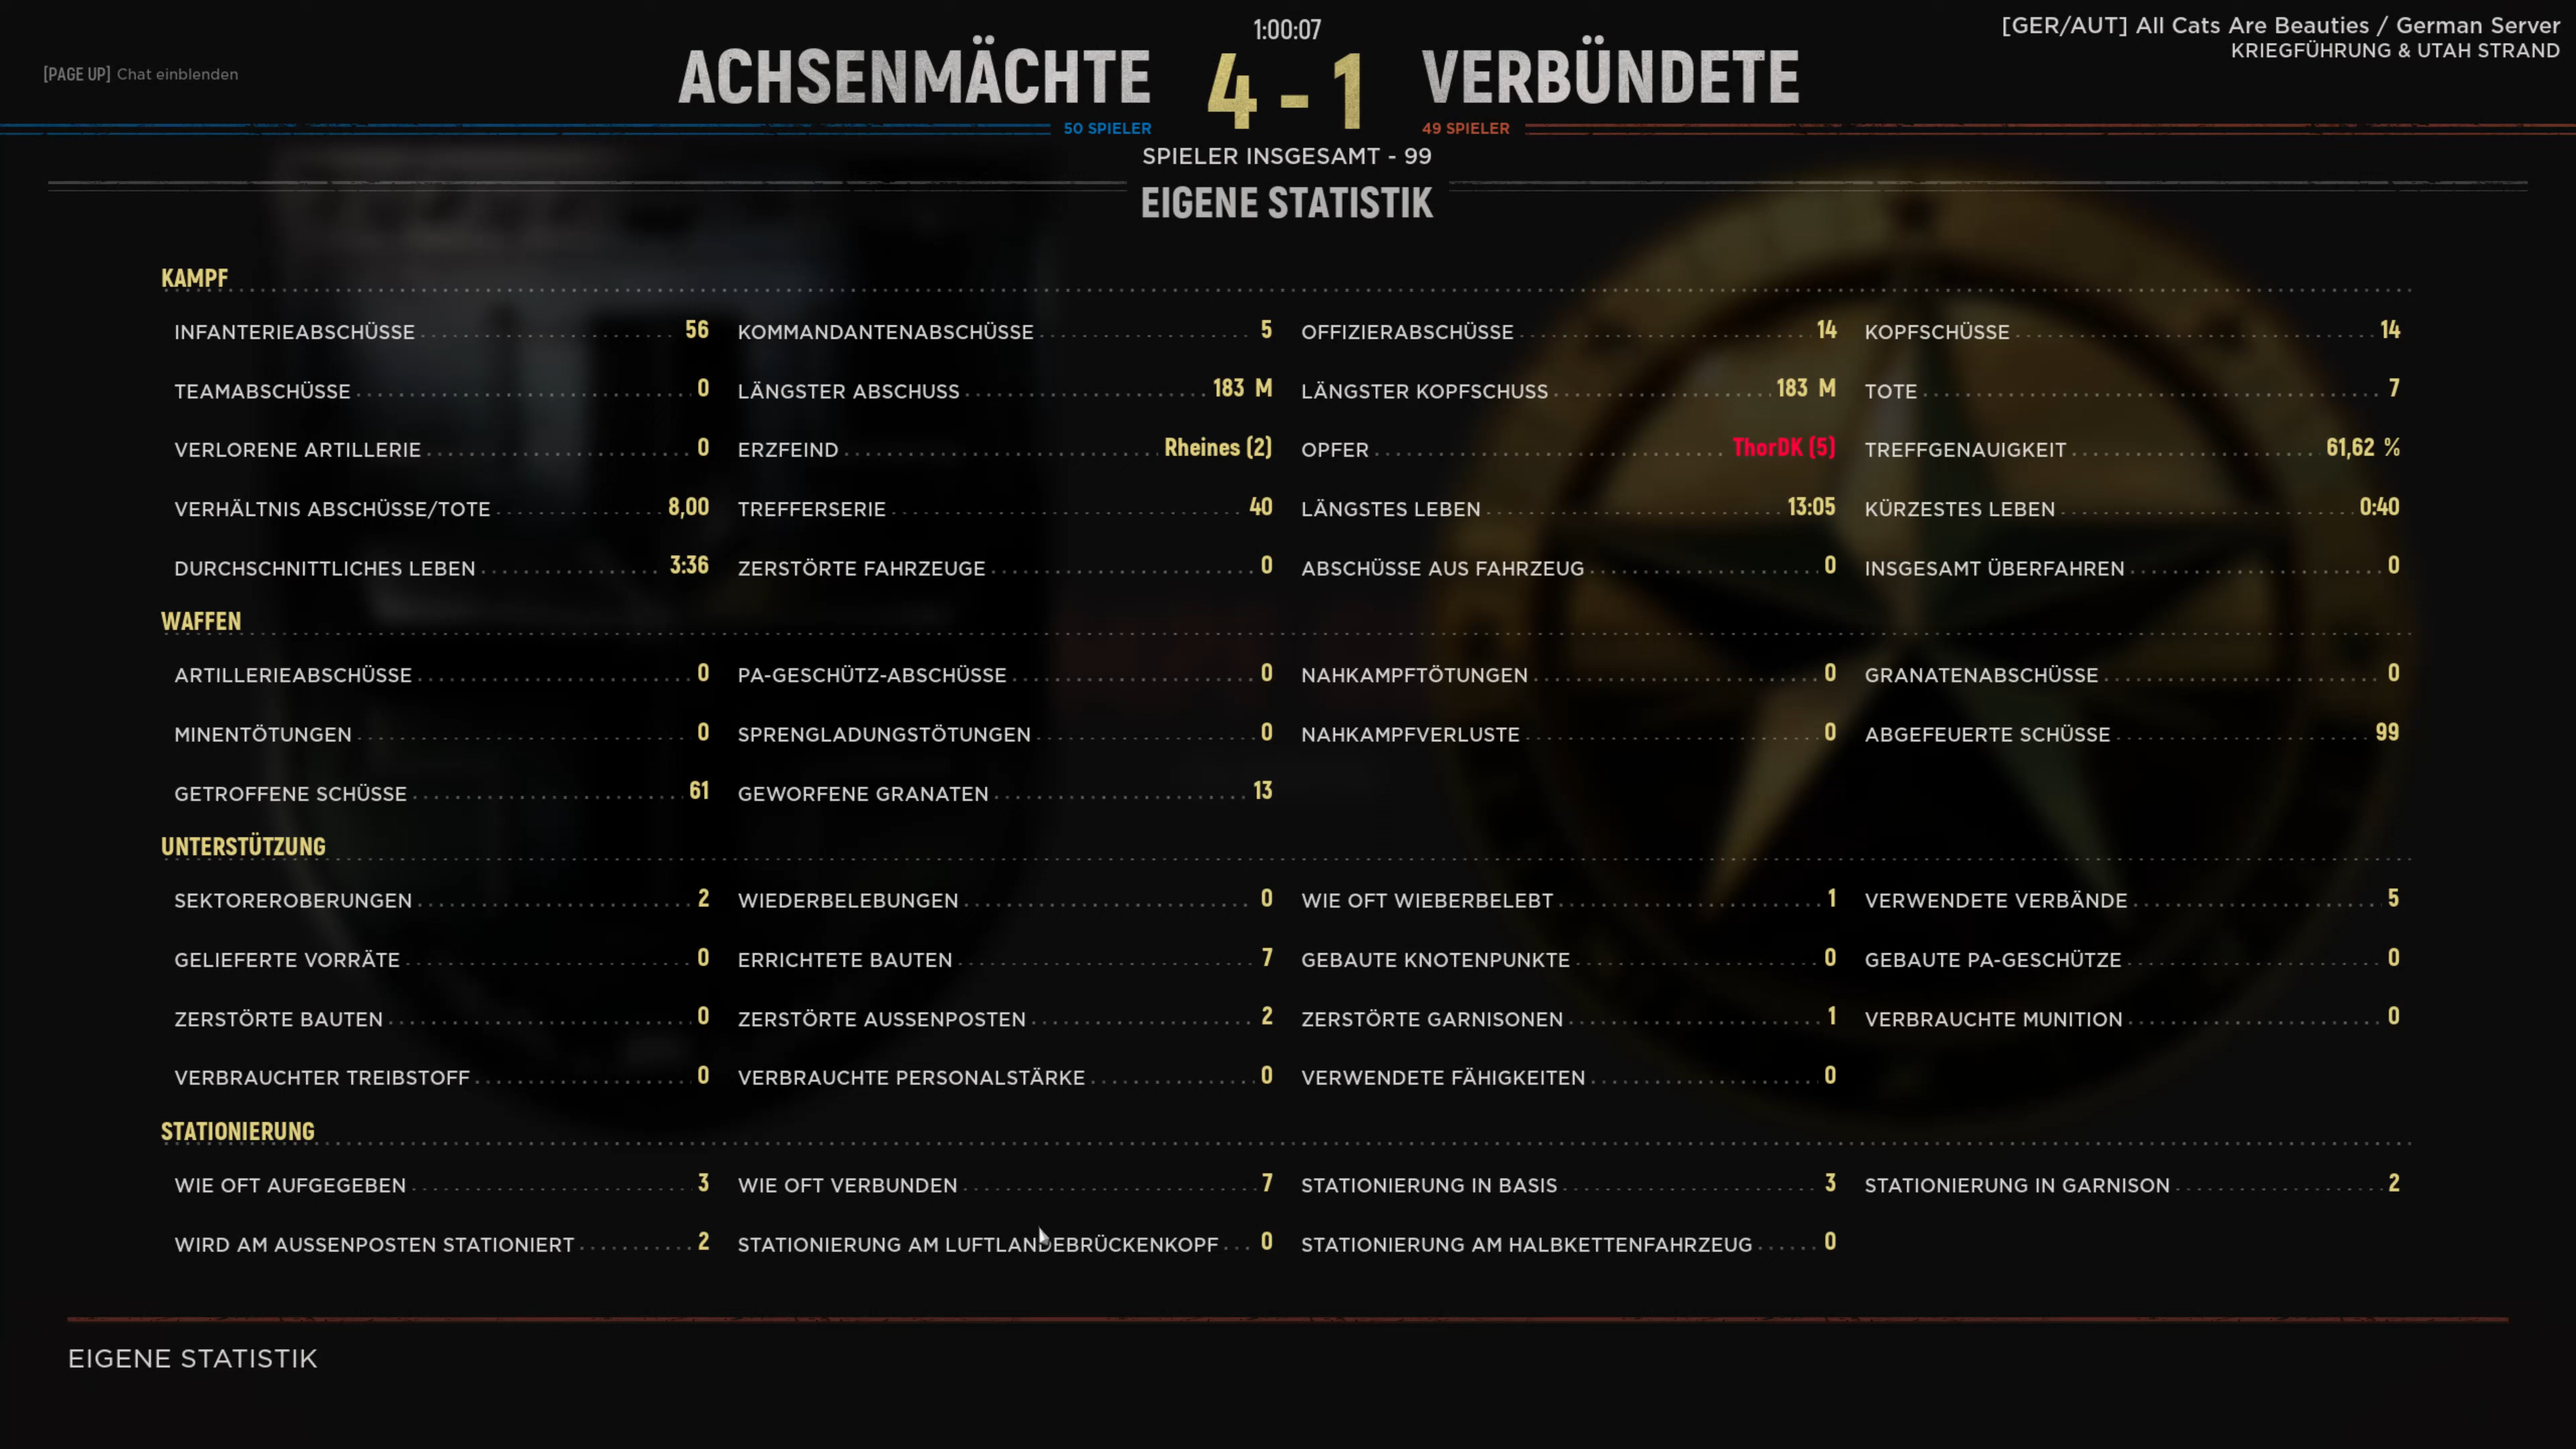 1:00:07
[GER/AUT] All Cats Are Beauties / German Server
KRIEGFÜHRUNG & UTAH STRAND
[PAGE UP] Chat einblenden
ACHSENMÄCHTE 4 - 1 VERBÜNDETE
50 SPIELER 49 SPIELER
SPIELER INSGESAMT - 99
EIGENE STATISTIK
KAMPF
INFANTERIEABSCHÜSSE 56 KOMMANDANTENABSCHÜSSE 5 OFFIZIERABSCHÜSSE 14 KOPFSCHÜSSE 14
TEAMABSCHÜSSE 0 LÄNGSTER ABSCHUSS 183 M LÄNGSTER KOPFSCHUSS 183 M TOTE 7
VERLORENE ARTILLERIE 0 ERZFEIND Rheines (2) OPFER ThorDK (5) TREFFGENAUIGKEIT 61,62 %
VERHÄLTNIS ABSCHÜSSE/TOTE 8,00 TREFFERSERIE 40 LÄNGSTES LEBEN 13:05 KÜRZESTES LEBEN 0:40
DURCHSCHNITTLICHES LEBEN 3:36 ZERSTÖRTE FAHRZEUGE 0 ABSCHÜSSE AUS FAHRZEUG 0 INSGESAMT ÜBERFAHREN 0
WAFFEN
ARTILLERIEABSCHÜSSE 0 PA-GESCHÜTZ-ABSCHÜSSE 0 NAHKAMPFTÖTUNGEN 0 GRANATENABSCHÜSSE 0
MINENTÖTUNGEN 0 SPRENGLADUNGSTÖTUNGEN 0 NAHKAMPFVERLUSTE 0 ABGEFEUERTE SCHÜSSE 99
GETROFFENE SCHÜSSE 61 GEWORFENE GRANATEN 13
UNTERSTÜTZUNG
SEKTOREROBERUNGEN 2 WIEDERBELEBUNGEN 0 WIE OFT WIEBERBELEBT 1 VERWENDETE VERBÄNDE 5
GELIEFERTE VORRÄTE 0 ERRICHTETE BAUTEN 7 GEBAUTE KNOTENPUNKTE 0 GEBAUTE PA-GESCHÜTZE 0
ZERSTÖRTE BAUTEN 0 ZERSTÖRTE AUSSENPOSTEN 2 ZERSTÖRTE GARNISONEN 1 VERBRAUCHTE MUNITION 0
VERBRAUCHTER TREIBSTOFF 0 VERBRAUCHTE PERSONALSTÄRKE 0 VERWENDETE FÄHIGKEITEN 0
STATIONIERUNG
WIE OFT AUFGEGEBEN 3 WIE OFT VERBUNDEN 7 STATIONIERUNG IN BASIS 3 STATIONIERUNG IN GARNISON 2
WIRD AM AUSSENPOSTEN STATIONIERT 2 STATIONIERUNG AM LUFTLANDEBRÜCKENKOPF 0 STATIONIERUNG AM HALBKETTENFAHRZEUG 0
EIGENE STATISTIK